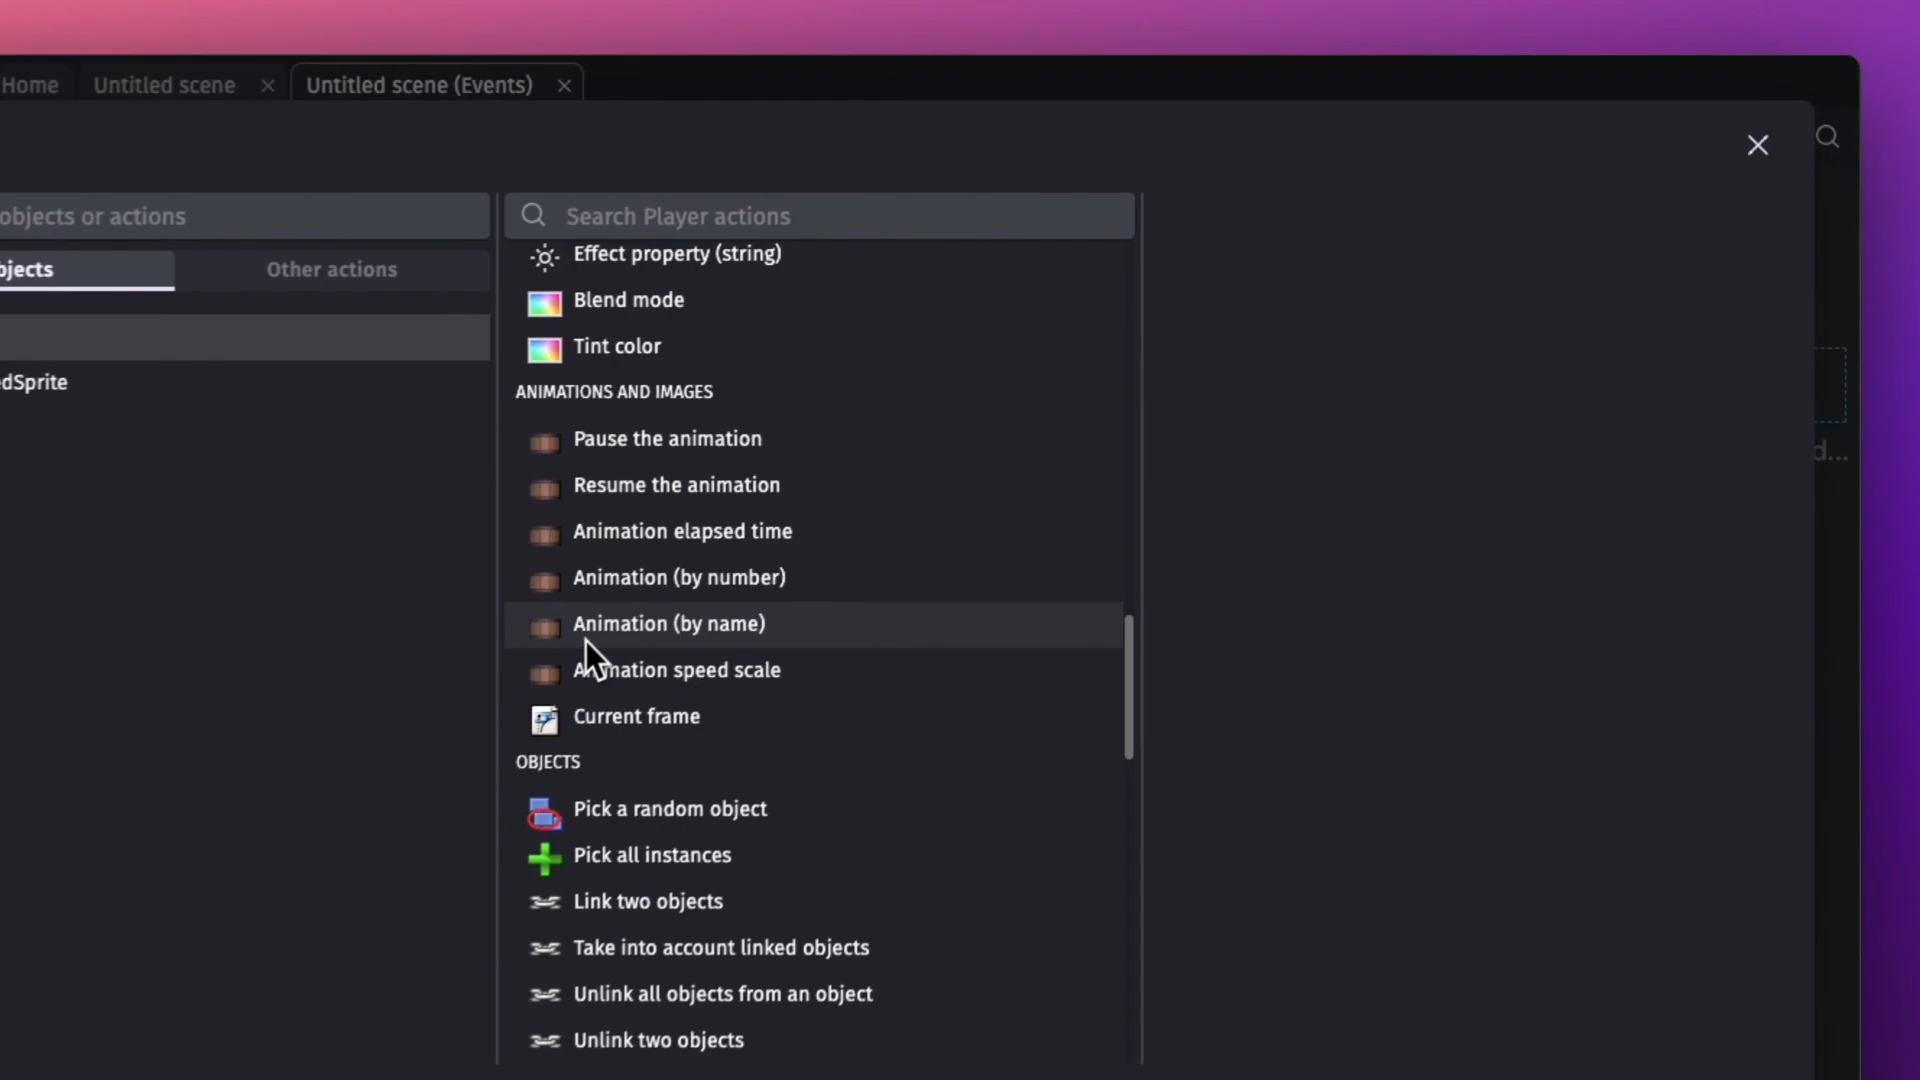 Home
Untitled scene
Untitled scene (Events)
objects or actions
bjects
Other actions
edSprite
Search Player actions
Effect property (string)
Blend mode
Tint color
ANIMATIONS AND IMAGES
Pause the animation
Resume the animation
Animation elapsed time
Animation (by number)
Animation (by name)
Animation speed scale
Current frame
OBJECTS
Pick a random object
Pick all instances
Link two objects
Take into account linked objects
Unlink all objects from an object
Unlink two objects
d...